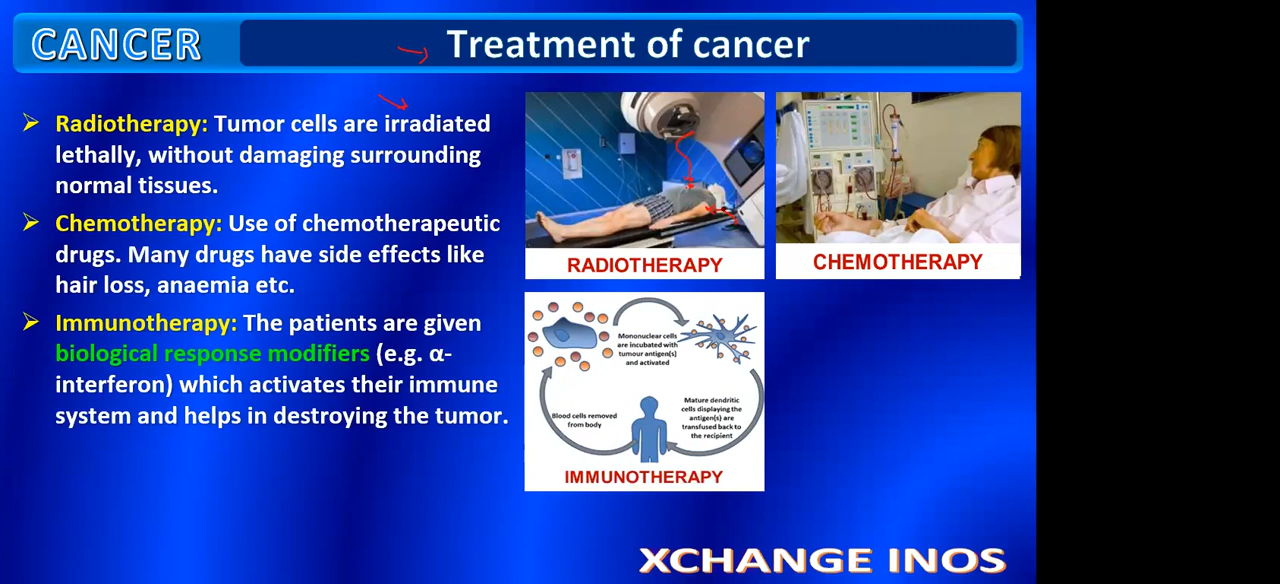 CANCER
Treatment of cancer
Radiotherapy: Tumor cells are irradiated
lethally, without damaging surrounding
normal tissues.
Chemotherapy: Use of chemotherapeutic
drugs. Many drugs have side effects like
hair loss, anaemia etc.
Immunotherapy: The patients are given
biological response modifiers (e.g. α-
interferon) which activates their immune
system and helps in destroying the tumor.
RADIOTHERAPY
CHEMOTHERAPY
Mononuclear cells
are incubated with
tumour antigen(s)
and activated
Blood cells removed
from body
Mature dendritic
cells displaying the
antigen(s) are
transfused back to
the recipient
IMMUNOTHERAPY
XCHANGE INOS